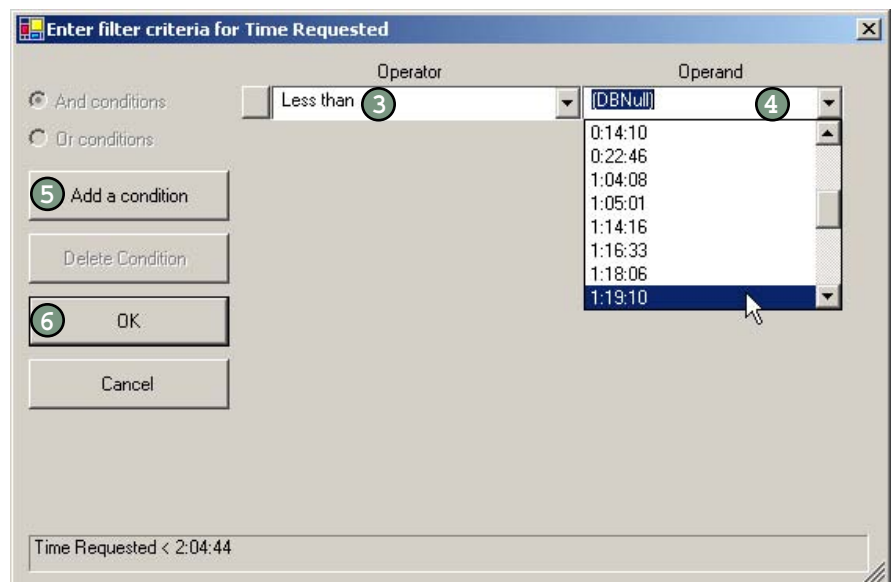 Enter filter criteria for Time Requested
Operator
Operand
And conditions
Less than
3
(DBNull)
4
Or conditions
0:14:10
0:22:46
1:04:08
1:05:01
1:14:16
1:16:33
1:18:06
1:19:10
5
Add a condition
Delete Condition
6
OK
Cancel
Time Requested < 2:04:44